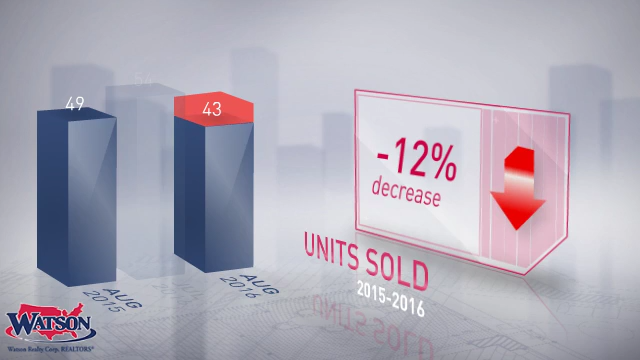 49
43
AUG
2015
AUG
2016
-12%
decrease
UNITS SOLD
2015-2016
WATSON
Watson Realty Corp. REALTORS®